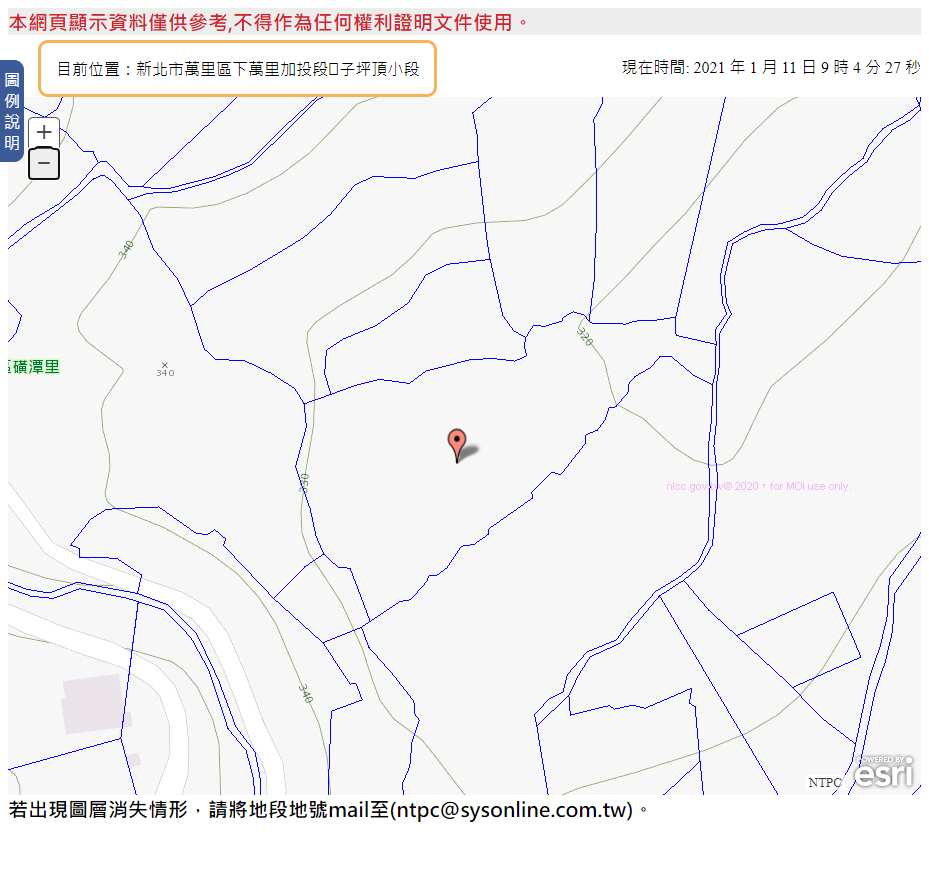 本網頁顯示資料僅供參考,不得作為任何權利證明文件使用。
目前位置：新北市萬里區下萬里加投段□子坪頂小段
現在時間: 2021 年 1 月 11 日 9 時 4 分 27 秒
圖例說明
+
−
340
320
區磺潭里
×
340
330
nlsc.gov.tw© 2020，for MOI use only.
340
POWERED BY
esri
NTPC
若出現圖層消失情形，請將地段地號mail至(ntpc@sysonline.com.tw)。